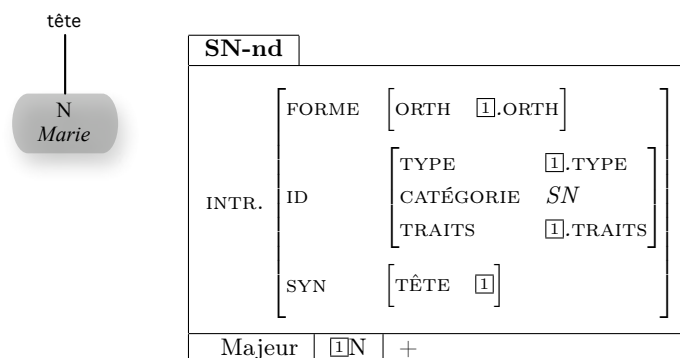 tête
N
Marie
SN-nd
INTR.
FORME [ORTH 1.ORTH]
ID
TYPE 1.TYPE
CATÉGORIE SN
TRAITS 1.TRAITS
SYN [TÊTE 1]
Majeur 1N +